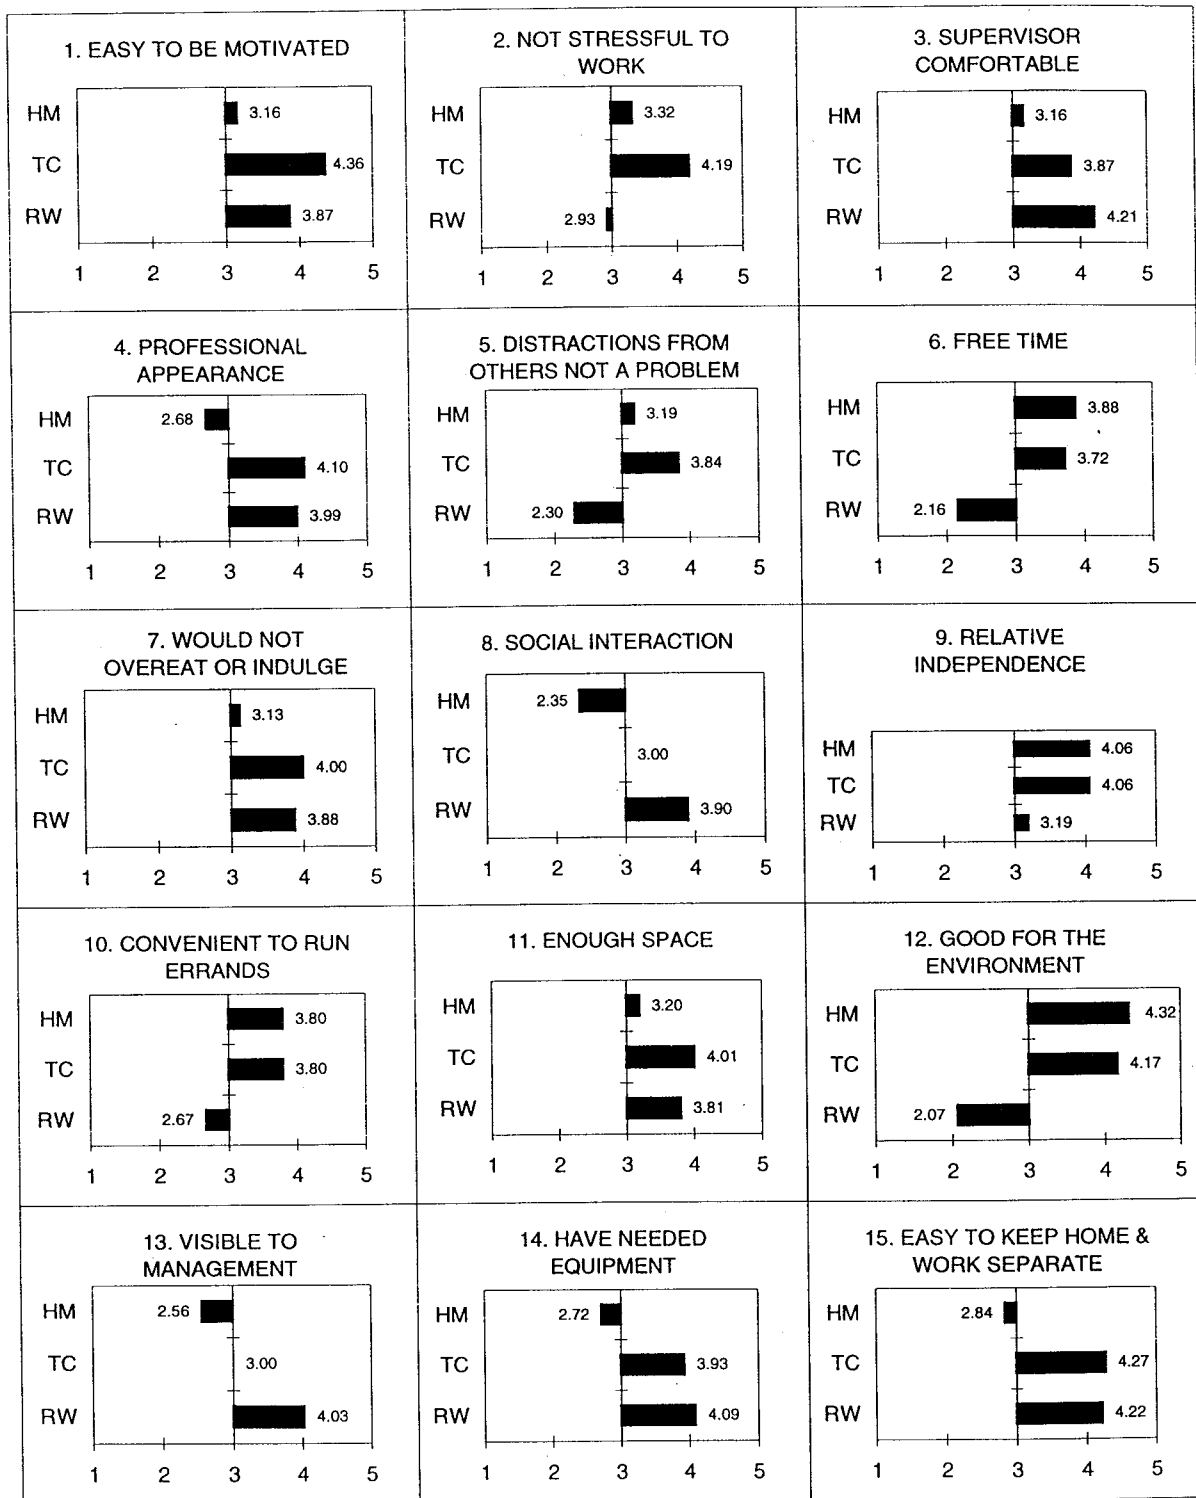 1. EASY TO BE MOTIVATED
HM 3.16
TC 4.36
RW 3.87
1 2 3 4 5
2. NOT STRESSFUL TO
WORK
HM 3.32
TC 4.19
RW 2.93
1 2 3 4 5
3. SUPERVISOR
COMFORTABLE
HM 3.16
TC 3.87
RW 4.21
1 2 3 4 5
4. PROFESSIONAL
APPEARANCE
HM 2.68
TC 4.10
RW 3.99
1 2 3 4 5
5. DISTRACTIONS FROM
OTHERS NOT A PROBLEM
HM 3.19
TC 3.84
RW 2.30
1 2 3 4 5
6. FREE TIME
HM 3.88
TC 3.72
RW 2.16
1 2 3 4 5
7. WOULD NOT
OVEREAT OR INDULGE
HM 3.13
TC 4.00
RW 3.88
1 2 3 4 5
8. SOCIAL INTERACTION
HM 2.35
TC 3.00
RW 3.90
1 2 3 4 5
9. RELATIVE
INDEPENDENCE
HM 4.06
TC 4.06
RW 3.19
1 2 3 4 5
10. CONVENIENT TO RUN
ERRANDS
HM 3.80
TC 3.80
RW 2.67
1 2 3 4 5
11. ENOUGH SPACE
HM 3.20
TC 4.01
RW 3.81
1 2 3 4 5
12. GOOD FOR THE
ENVIRONMENT
HM 4.32
TC 4.17
RW 2.07
1 2 3 4 5
13. VISIBLE TO
MANAGEMENT
HM 2.56
TC 3.00
RW 4.03
1 2 3 4 5
14. HAVE NEEDED
EQUIPMENT
HM 2.72
TC 3.93
RW 4.09
1 2 3 4 5
15. EASY TO KEEP HOME &
WORK SEPARATE
HM 2.84
TC 4.27
RW 4.22
1 2 3 4 5